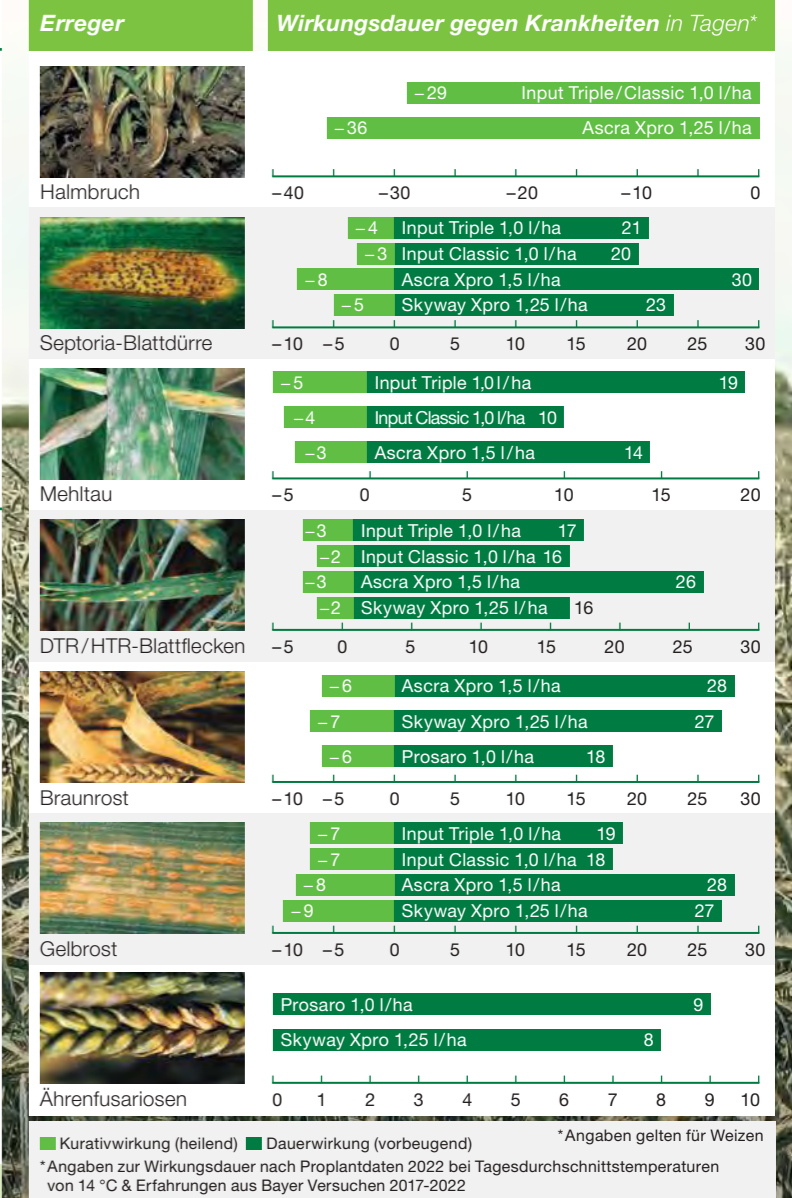 Erreger
Wirkungsdauer gegen Krankheiten in Tagen*
–29 Input Triple/Classic 1,0 l/ha
–36 Ascra Xpro 1,25 l/ha
Halmbruch
–40 –30 –20 –10 0
–4 Input Triple 1,0 l/ha 21
–3 Input Classic 1,0 l/ha 20
–8 Ascra Xpro 1,5 l/ha 30
–5 Skyway Xpro 1,25 l/ha 23
Septoria-Blattdürre
–10 –5 0 5 10 15 20 25 30
–5 Input Triple 1,0 l/ha 19
–4 Input Classic 1,0 l/ha 10
–3 Ascra Xpro 1,5 l/ha 14
Mehltau
–5 0 5 10 15 20
–3 Input Triple 1,0 l/ha 17
–2 Input Classic 1,0 l/ha 16
–3 Ascra Xpro 1,5 l/ha 26
–2 Skyway Xpro 1,25 l/ha 16
DTR/HTR-Blattflecken
–5 0 5 10 15 20 25 30
–6 Ascra Xpro 1,5 l/ha 28
–7 Skyway Xpro 1,25 l/ha 27
–6 Prosaro 1,0 l/ha 18
Braunrost
–10 –5 0 5 10 15 20 25 30
–7 Input Triple 1,0 l/ha 19
–7 Input Classic 1,0 l/ha 18
–8 Ascra Xpro 1,5 l/ha 28
–9 Skyway Xpro 1,25 l/ha 27
Gelbrost
–10 –5 0 5 10 15 20 25 30
Prosaro 1,0 l/ha 9
Skyway Xpro 1,25 l/ha 8
Ährenfusariosen
0 1 2 3 4 5 6 7 8 9 10
Kurativwirkung (heilend) Dauerwirkung (vorbeugend)
*Angaben gelten für Weizen
*Angaben zur Wirkungsdauer nach Proplantdaten 2022 bei Tagesdurchschnittstemperaturen
von 14 °C & Erfahrungen aus Bayer Versuchen 2017-2022